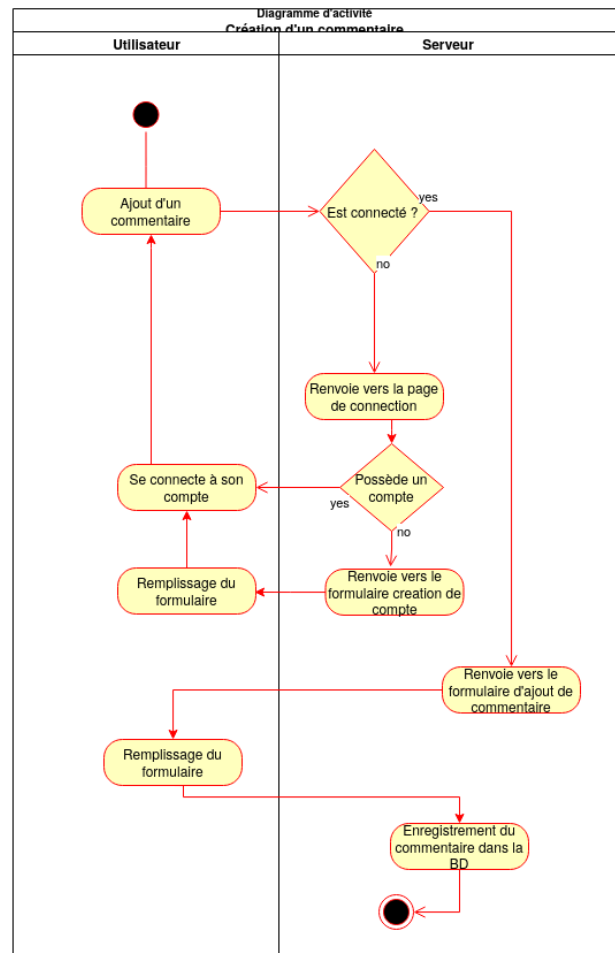 Diagramme d'activité
Création d'un commentaire
Utilisateur
Serveur
Ajout d'un
commentaire
Est connecté ?
yes
no
Renvoie vers la page
de connection
Possède un
compte
yes
no
Se connecte à son
compte
Renvoie vers le
formulaire creation de
compte
Remplissage du
formulaire
Renvoie vers le
formulaire d'ajout de
commentaire
Remplissage du
formulaire
Enregistrement du
commentaire dans la
BD